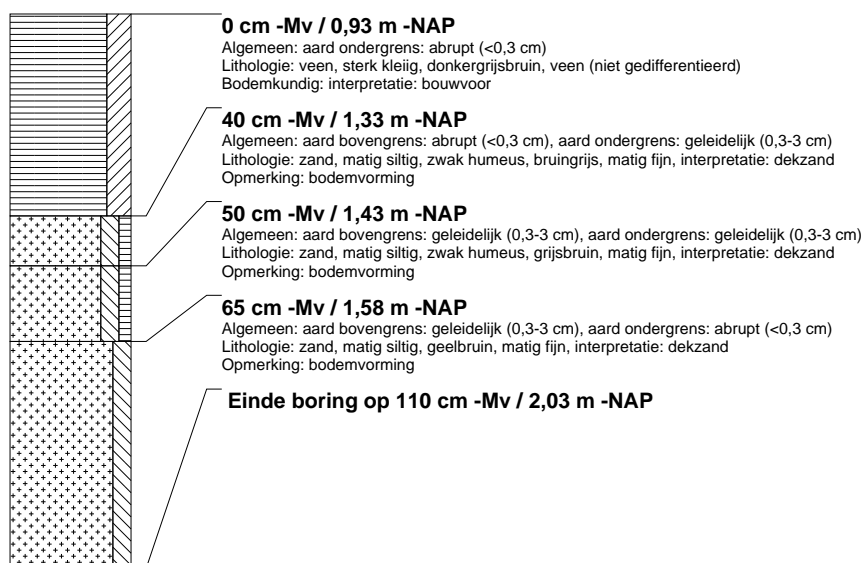 0 cm -Mv / 0,93 m -NAP
Algemeen: aard ondergrens: abrupt (<0,3 cm)
Lithologie: veen, sterk kleiig, donkergrijsbruin, veen (niet gedifferentieerd)
Bodemkundig: interpretatie: bouwvoor
40 cm -Mv / 1,33 m -NAP
Algemeen: aard bovengrens: abrupt (<0,3 cm), aard ondergrens: geleidelijk (0,3-3 cm)
Lithologie: zand, matig siltig, zwak humeus, bruingrijs, matig fijn, interpretatie: dekzand
Opmerking: bodemvorming
50 cm -Mv / 1,43 m -NAP
Algemeen: aard bovengrens: geleidelijk (0,3-3 cm), aard ondergrens: geleidelijk (0,3-3 cm)
Lithologie: zand, matig siltig, zwak humeus, grijsbruin, matig fijn, interpretatie: dekzand
Opmerking: bodemvorming
65 cm -Mv / 1,58 m -NAP
Algemeen: aard bovengrens: geleidelijk (0,3-3 cm), aard ondergrens: abrupt (<0,3 cm)
Lithologie: zand, matig siltig, geelbruin, matig fijn, interpretatie: dekzand
Opmerking: bodemvorming
Einde boring op 110 cm -Mv / 2,03 m -NAP